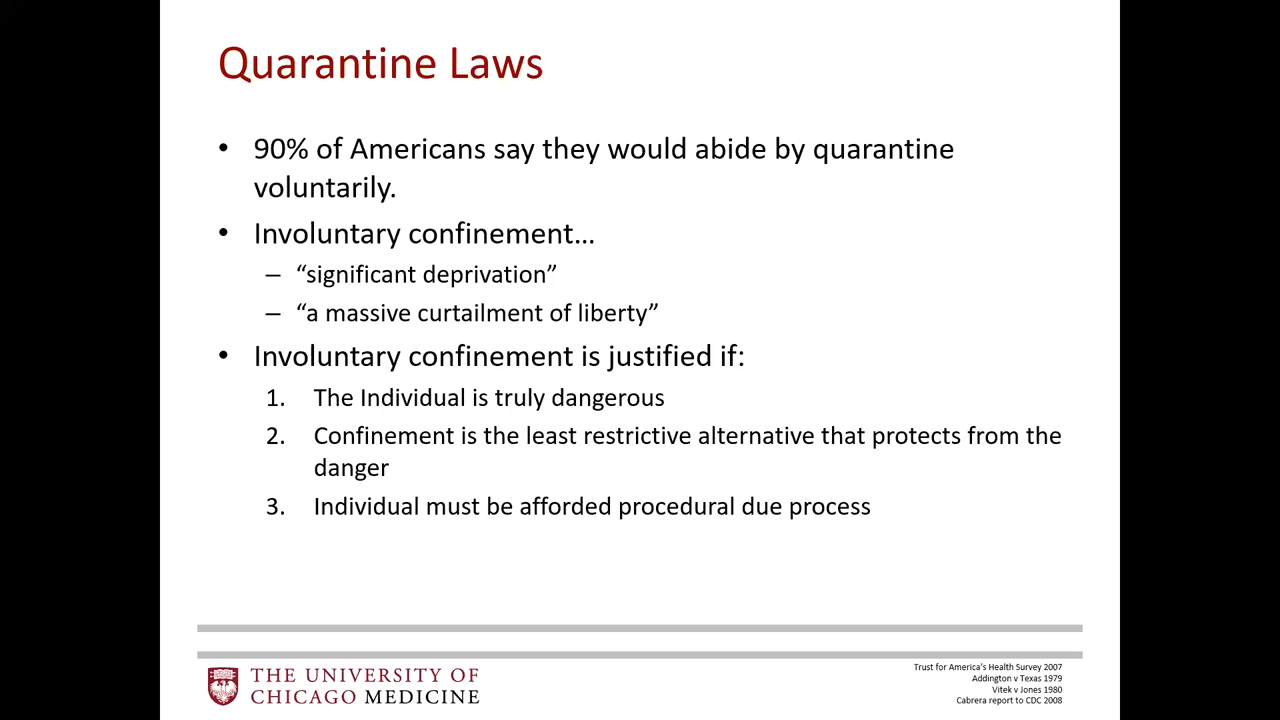 Quarantine Laws
• 90% of Americans say they would abide by quarantine
voluntarily.
• Involuntary confinement...
– “significant deprivation”
– “a massive curtailment of liberty”
• Involuntary confinement is justified if:
1. The Individual is truly dangerous
2. Confinement is the least restrictive alternative that protects from the
danger
3. Individual must be afforded procedural due process
THE UNIVERSITY OF
CHICAGO MEDICINE
Trust for America’s Health Survey 2007
Addington v Texas 1979
Vitek v Jones 1980
Cabrera report to CDC 2008